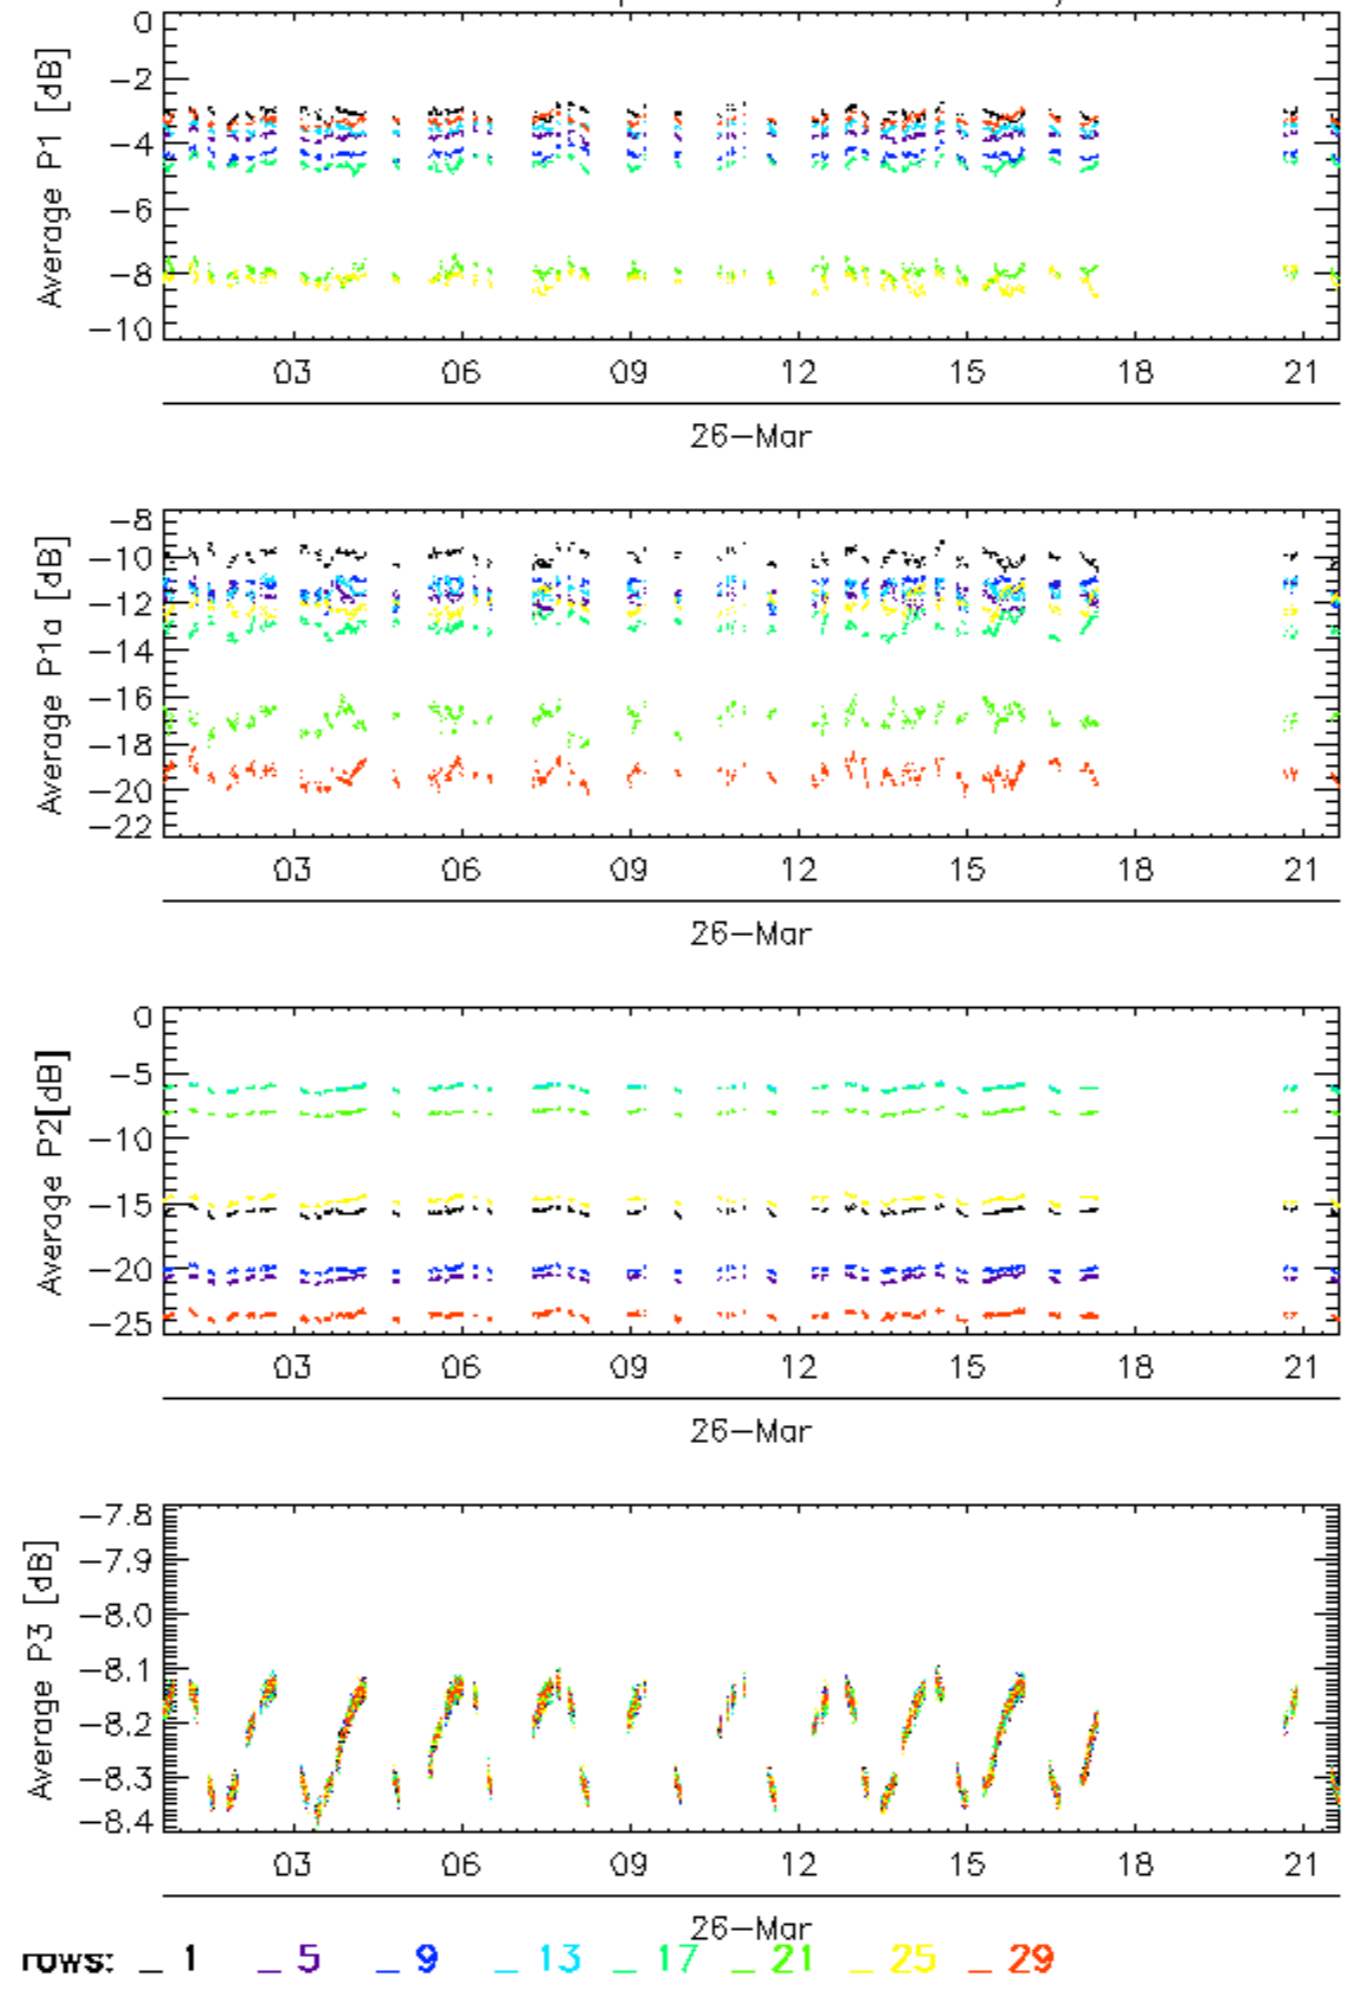 0
-2
-4
-6
-8
-10
Average P1 [dB]
03 06 09 12 15 18 21
26-Mar
-8
-10
-12
-14
-16
-18
-20
-22
Average P1a [dB]
03 06 09 12 15 18 21
26-Mar
0
-5
-10
-15
-20
-25
Average P2[dB]
03 06 09 12 15 18 21
26-Mar
-7.8
-7.9
-8.0
-8.1
-8.2
-8.3
-8.4
Average P3 [dB]
03 06 09 12 15 18 21
26-Mar
rows: _ 1 _ 5 _ 9 _ 13 _ 17 _ 21 _ 25 _ 29